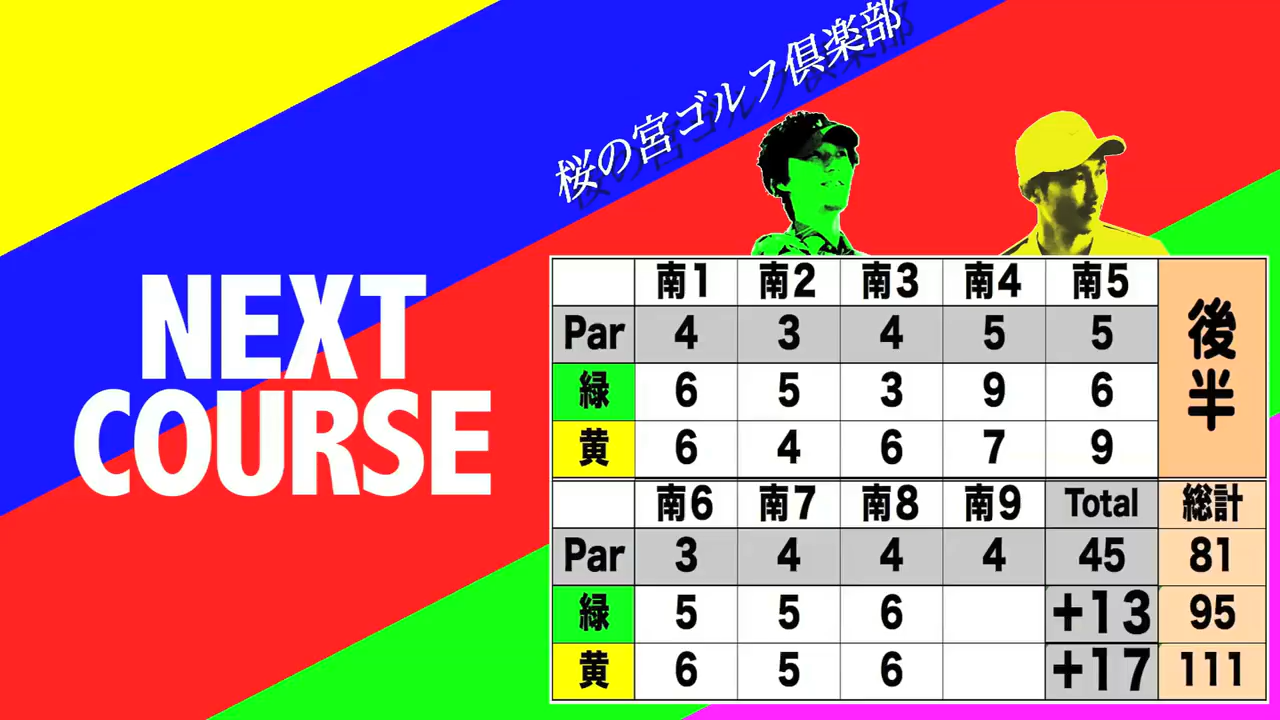 桜の宮ゴルフ倶楽部
NEXT
COURSE
南1 南2 南3 南4 南5 後半
Par 4 3 4 5 5
緑 6 5 3 9 6
黄 6 4 6 7 9
南6 南7 南8 南9 Total 総計
Par 3 4 4 4 45 81
緑 5 5 6 +13 95
黄 6 5 6 +17 111